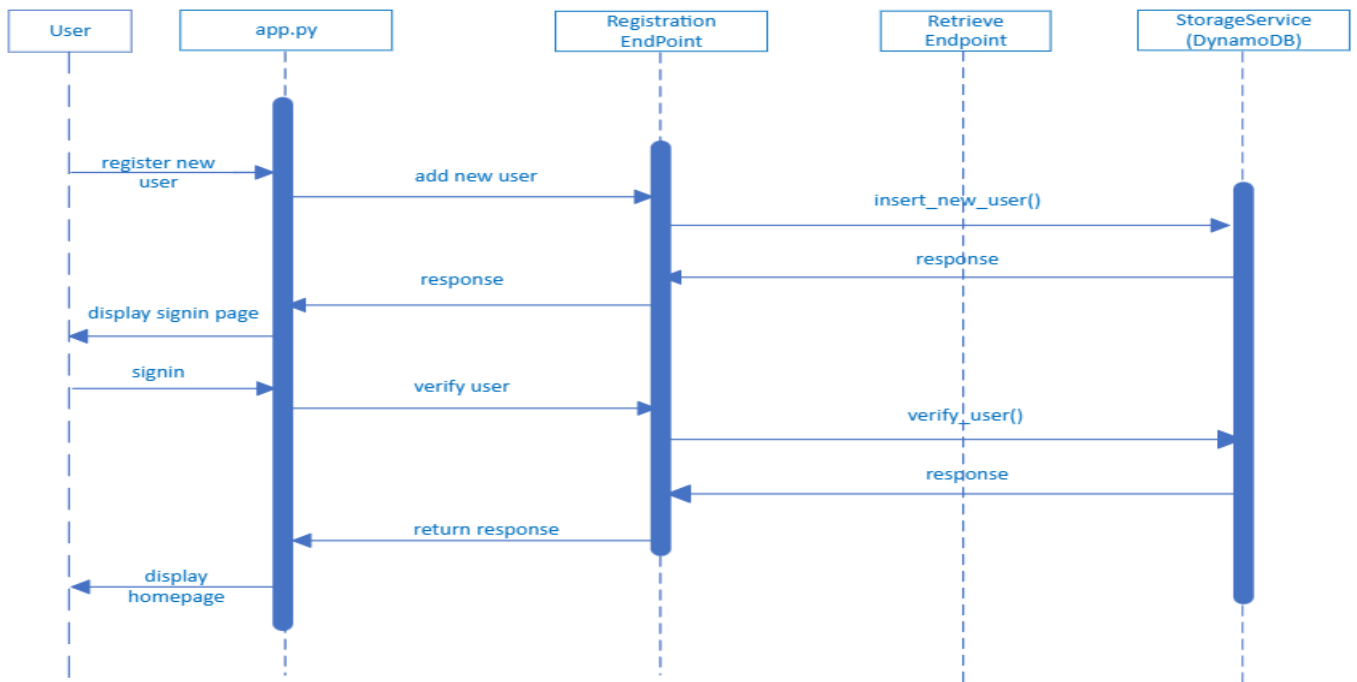 User
app.py
Registration
EndPoint
Retrieve
Endpoint
StorageService
(DynamoDB)
register new
user
add new user
insert_new_user()
response
response
display signin page
signin
verify user
verify_user()
response
return response
display
homepage